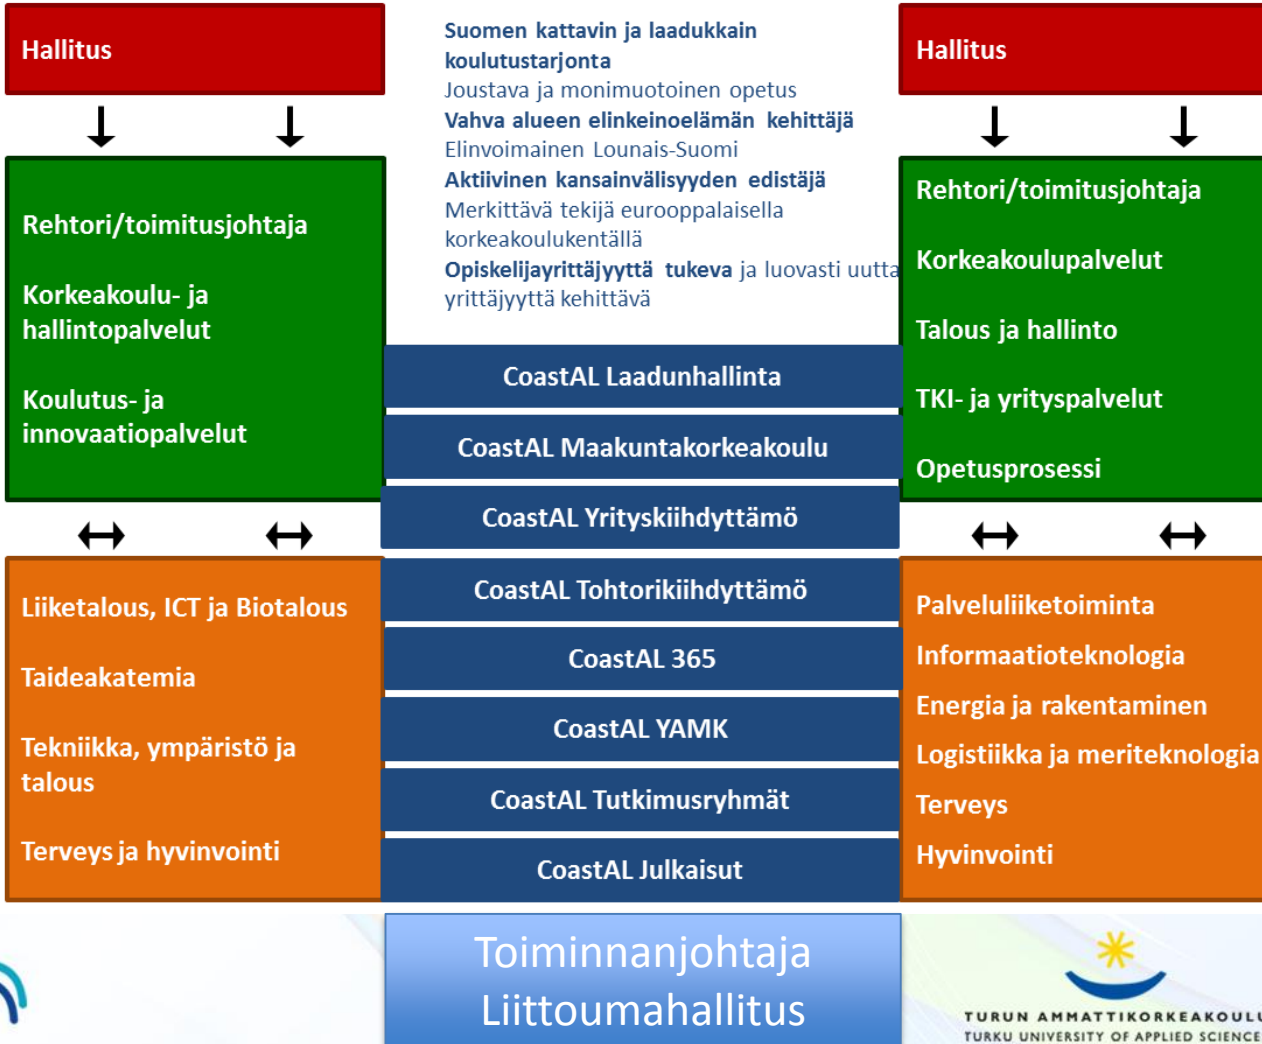 Hallitus
Rehtori/toimitusjohtaja
Korkeakoulu- ja
hallintopalvelut
Koulutus- ja
innovaatiopalvelut
Liiketalous, ICT ja Biotalous
Taideakatemia
Tekniikka, ympäristö ja
talous
Terveys ja hyvinvointi
Suomen kattavin ja laadukkain
koulutustarjonta
Joustava ja monimuotoinen opetus
Vahva alueen elinkeinoelämän kehittäjä
Elinvoimainen Lounais-Suomi
Aktiivinen kansainvälisyyden edistäjä
Merkittävä tekijä eurooppalaisella
korkeakoulukentällä
Opiskelijayrittäjyyttä tukeva ja luovasti uutta
yrittäjyyttä kehittävä
CoastAL Laadunhallinta
CoastAL Maakuntakorkeakoulu
CoastAL Yrityskiihdyttämö
CoastAL Tohtorikiihdyttämö
CoastAL 365
CoastAL YAMK
CoastAL Tutkimusryhmät
CoastAL Julkaisut
Toiminnanjohtaja
Liittoumahallitus
Hallitus
Rehtori/toimitusjohtaja
Korkeakoulupalvelut
Talous ja hallinto
TKI- ja yrityspalvelut
Opetusprosessi
Palveluliiketoiminta
Informaatioteknologia
Energia ja rakentaminen
Logistiikka ja meriteknologia
Terveys
Hyvinvointi
TURUN AMMATTIKORKEAKOULU
TURKU UNIVERSITY OF APPLIED SCIENCE